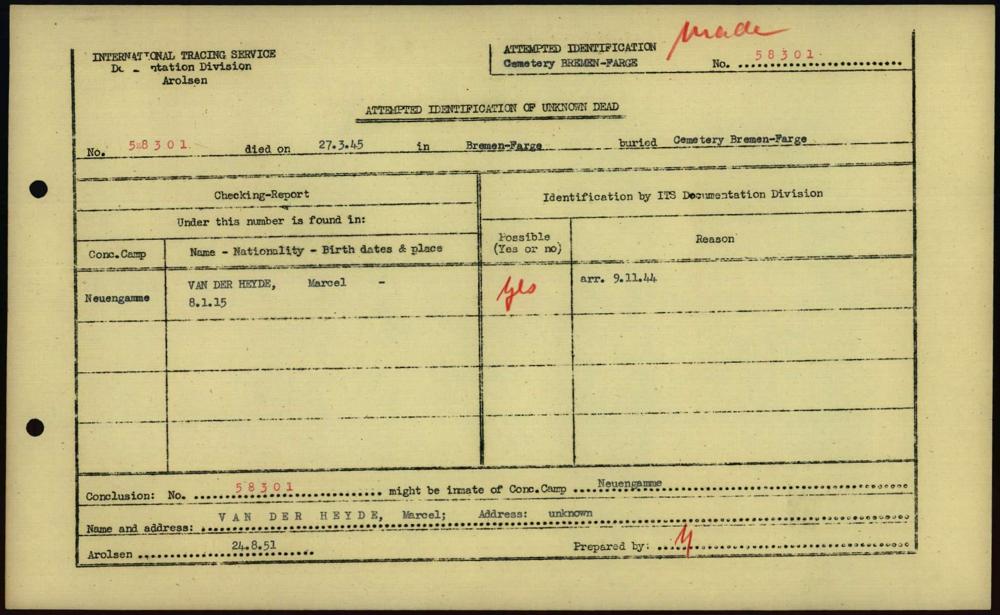 made
INTERNATIONAL TRACING SERVICE
Documentation Division
Arolsen
ATTEMPTED IDENTIFICATION
Cemetery BREMEN-FARGE No. 58301
ATTEMPTED IDENTIFICATION OF UNKNOWN DEAD
No. 58301 died on 27.3.45 in Bremen-Farge buried Cemetery Bremen-Farge
Checking-Report
Under this number is found in:
Identification by ITS Documentation Division
Conc.Camp Name - Nationality - Birth dates & place Possible (Yes or no) Reason
Neuengamme VAN DER HEYDE, Marcel - yes arr. 9.11.44
8.1.15
Conclusion: No. 58301 might be inmate of Conc.Camp Neuengamme
Name and address: VAN DER HEYDE, Marcel; Address: unknown
Arolsen 24.8.51 Prepared by: